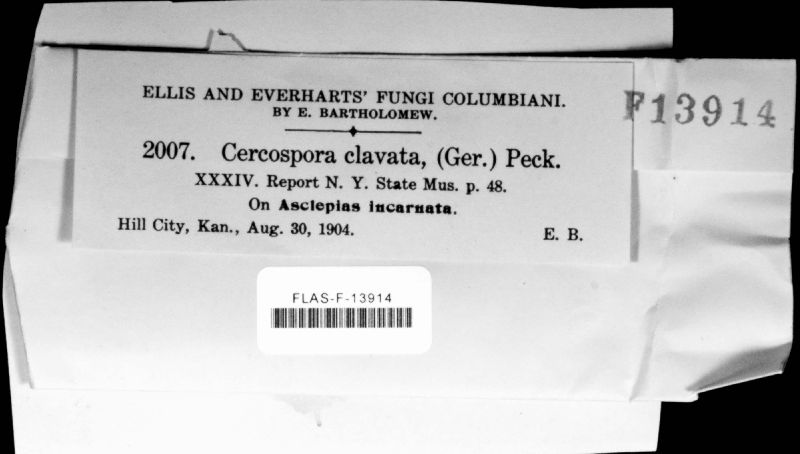 ELLIS AND EVERHARTS' FUNGI COLUMBIANI.
BY E. BARTHOLOMEW.
F13914
2007. Cercospora clavata, (Ger.) Peck.
XXXIV. Report N. Y. State Mus. p. 48.
On Asclepias incarnata.
Hill City, Kan., Aug. 30, 1904. E. B.
FLAS-F-13914